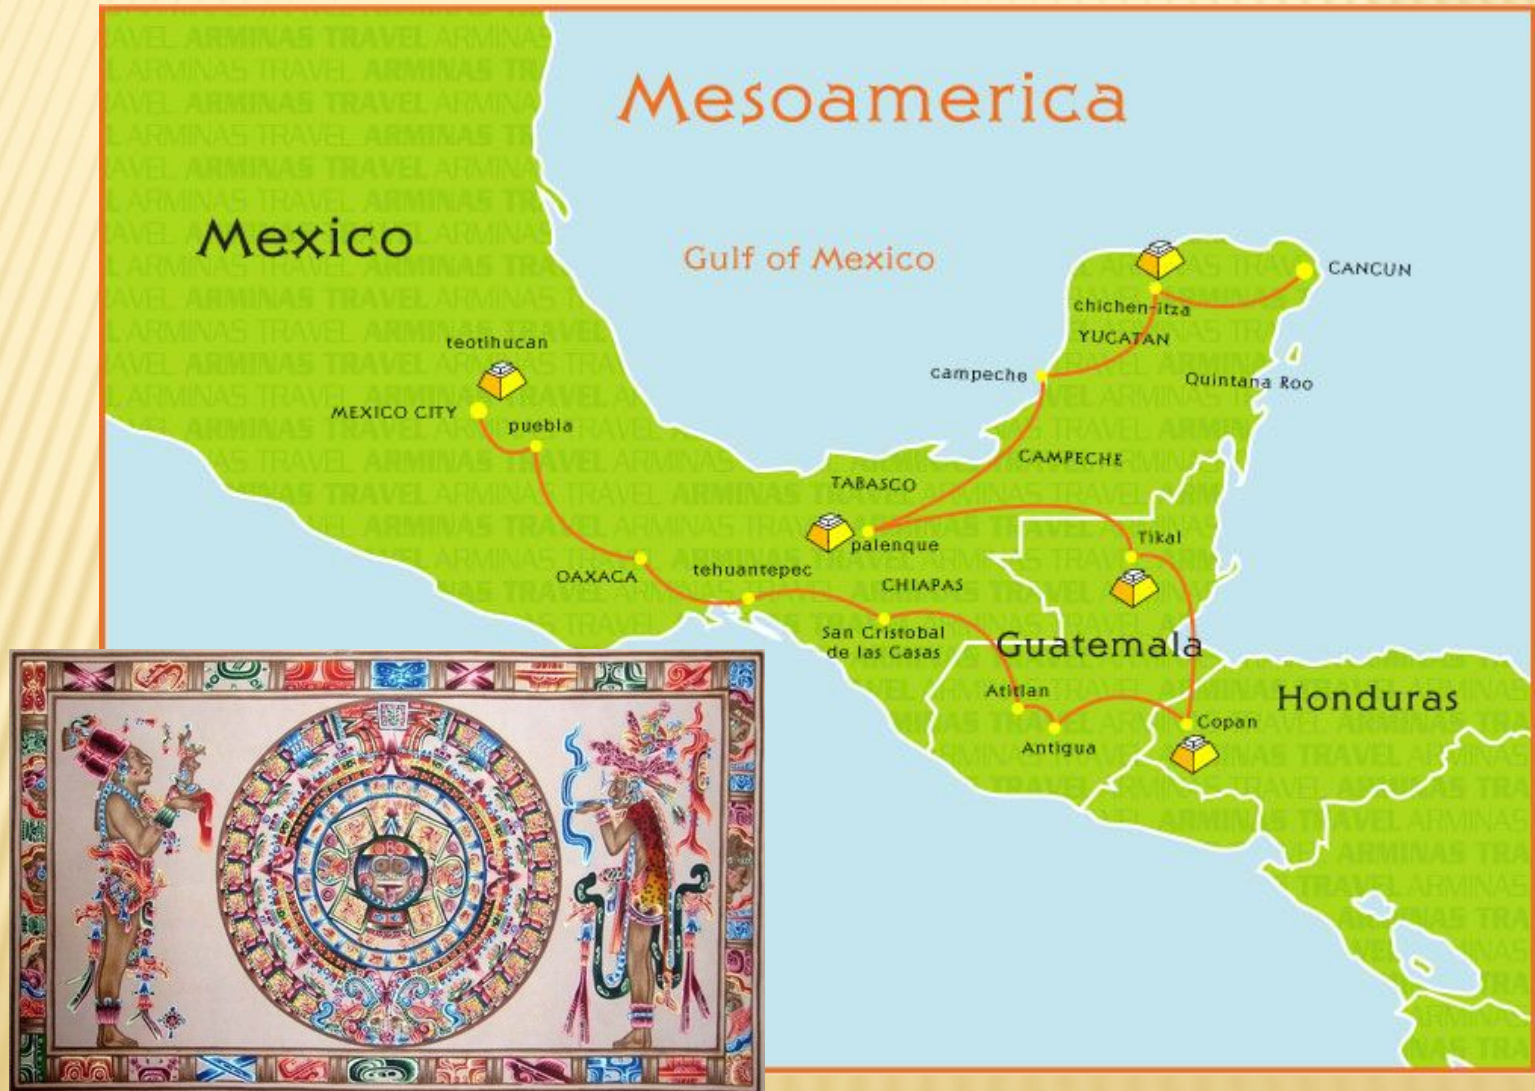 Mesoamerica
Mexico
Gulf of Mexico
CANCUN
chichen-itza
YUCATAN
teotihucan
campeche
Quintana Roo
MEXICO CITY
puebla
CAMPECHE
TABASCO
palenque
Tikal
OAXACA
tehuantepec
CHIAPAS
San Cristobal
de las Casas
Guatemala
Atitlan
Honduras
Copan
Antigua
ARMINAS TRAVEL